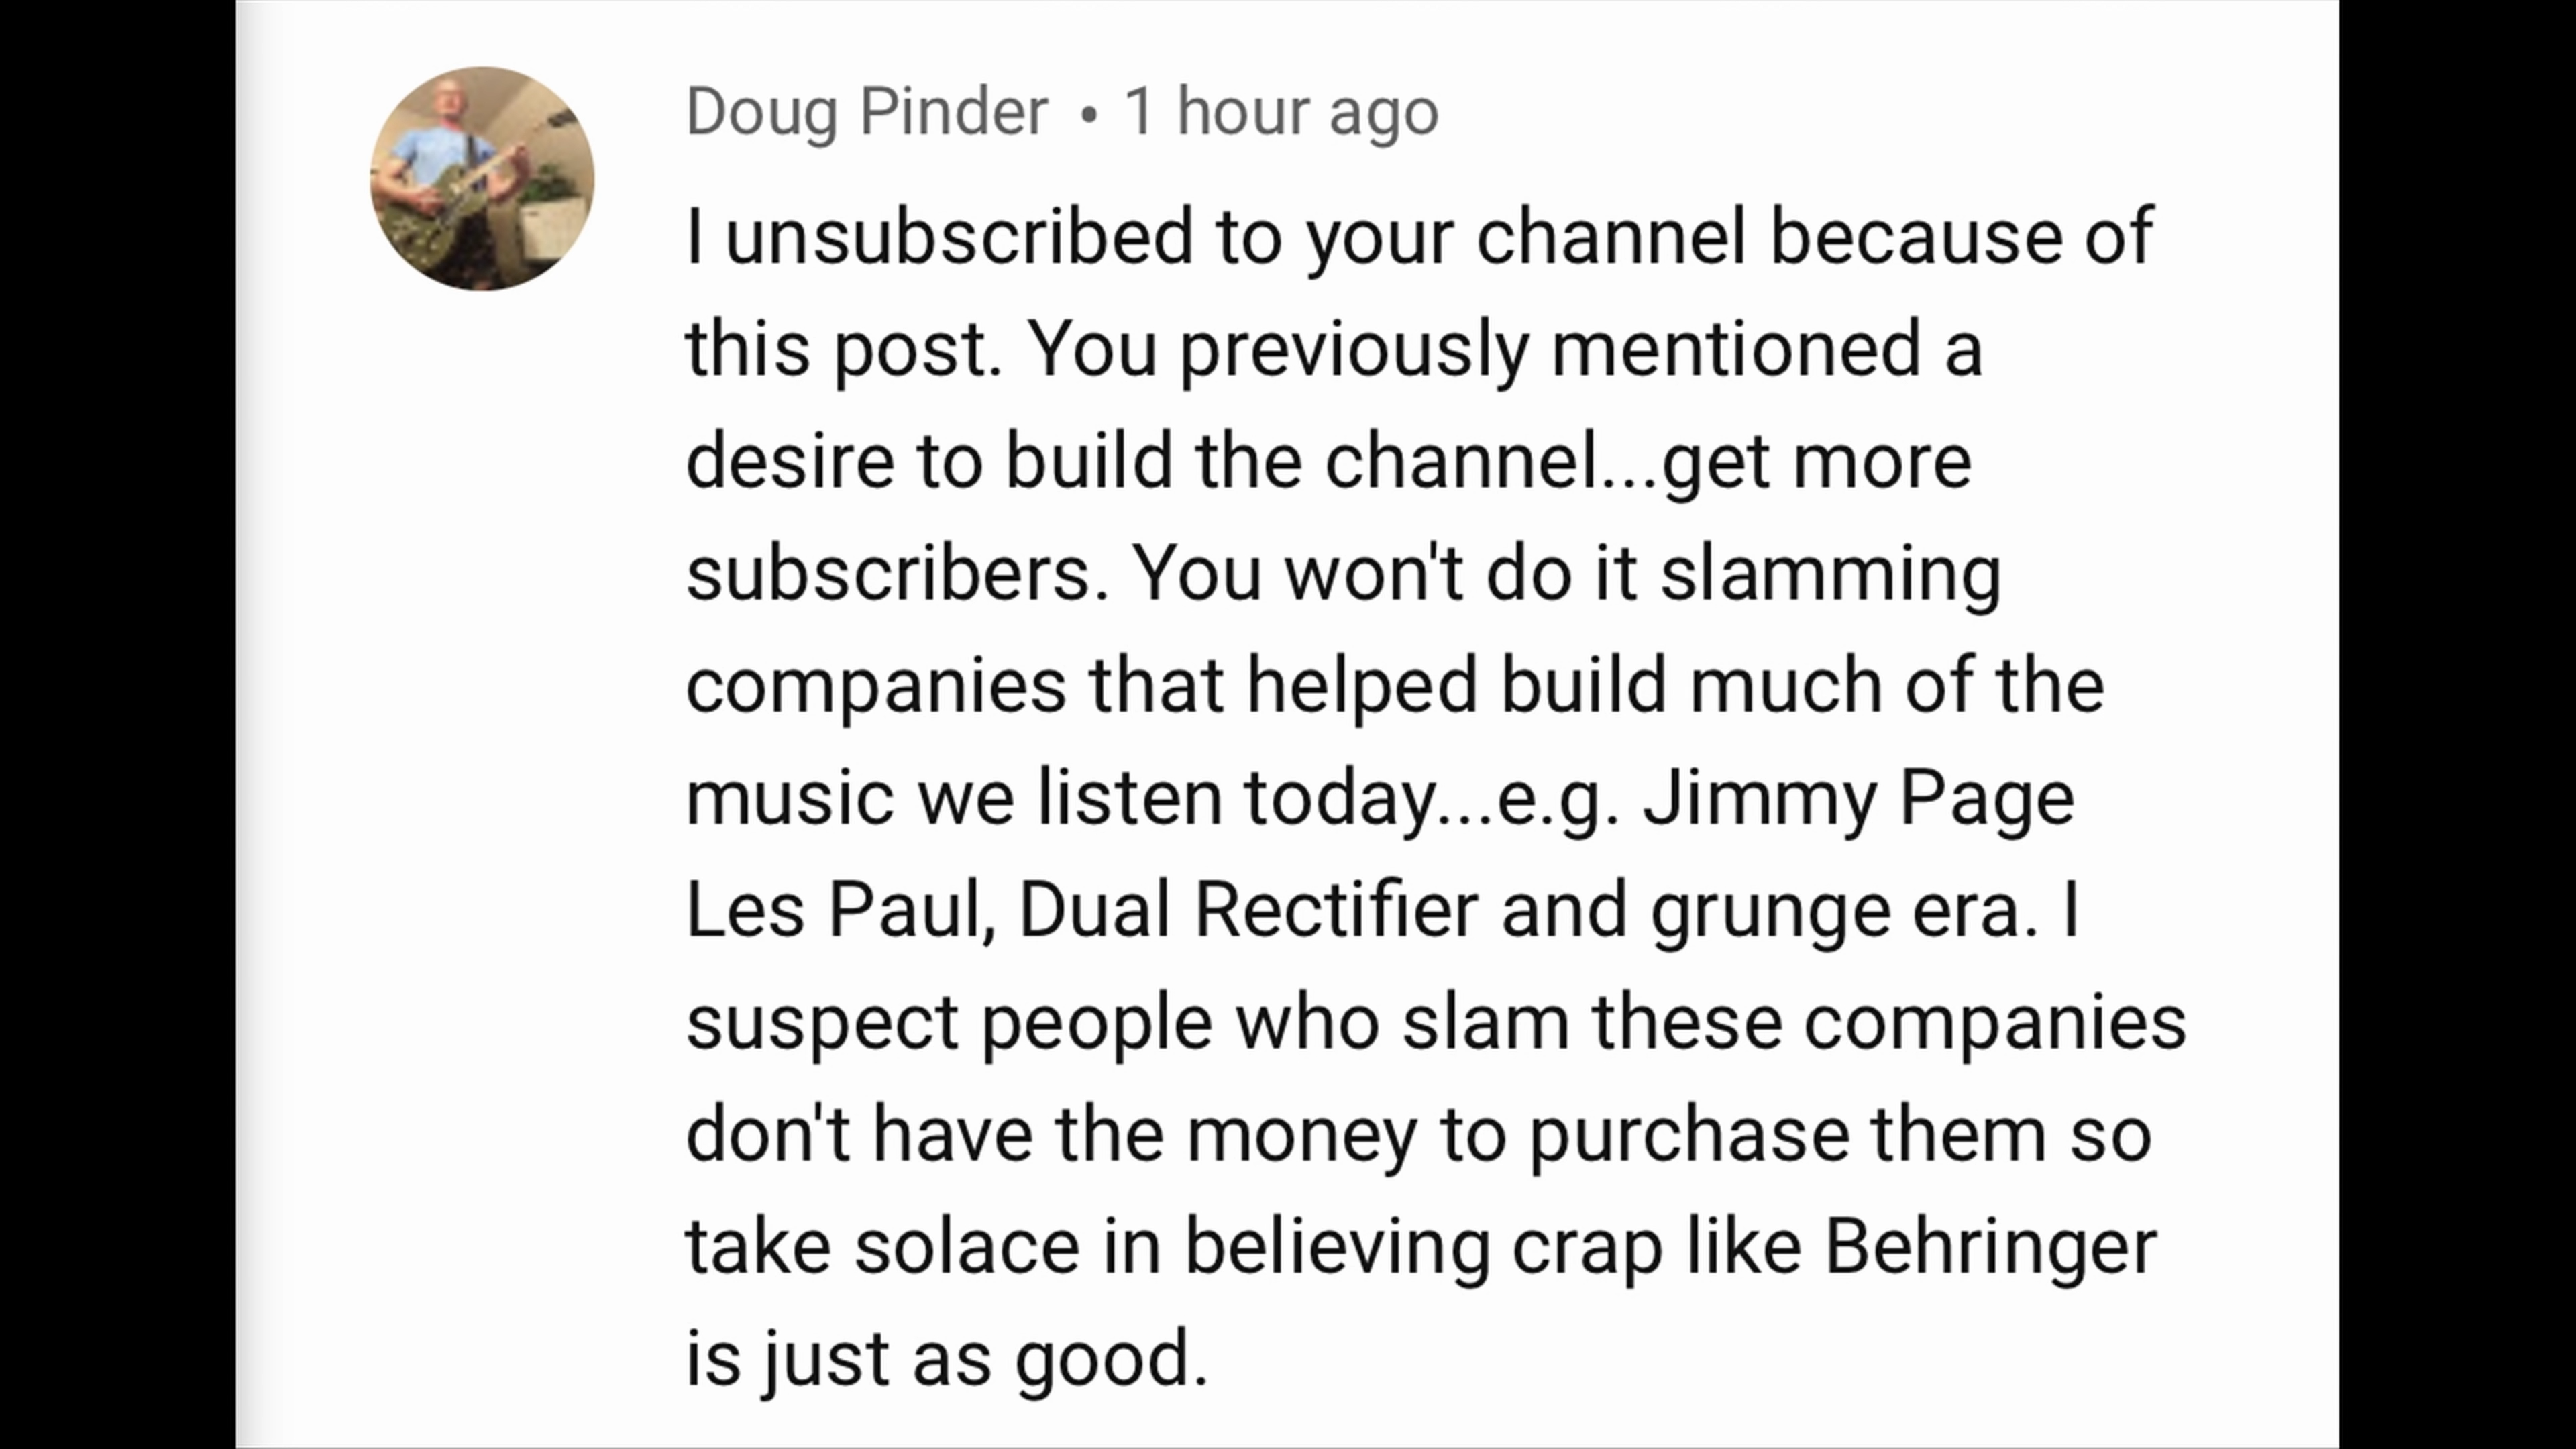 Doug Pinder • 1 hour ago
I unsubscribed to your channel because of
this post. You previously mentioned a
desire to build the channel...get more
subscribers. You won't do it slamming
companies that helped build much of the
music we listen today...e.g. Jimmy Page
Les Paul, Dual Rectifier and grunge era. I
suspect people who slam these companies
don't have the money to purchase them so
take solace in believing crap like Behringer
is just as good.